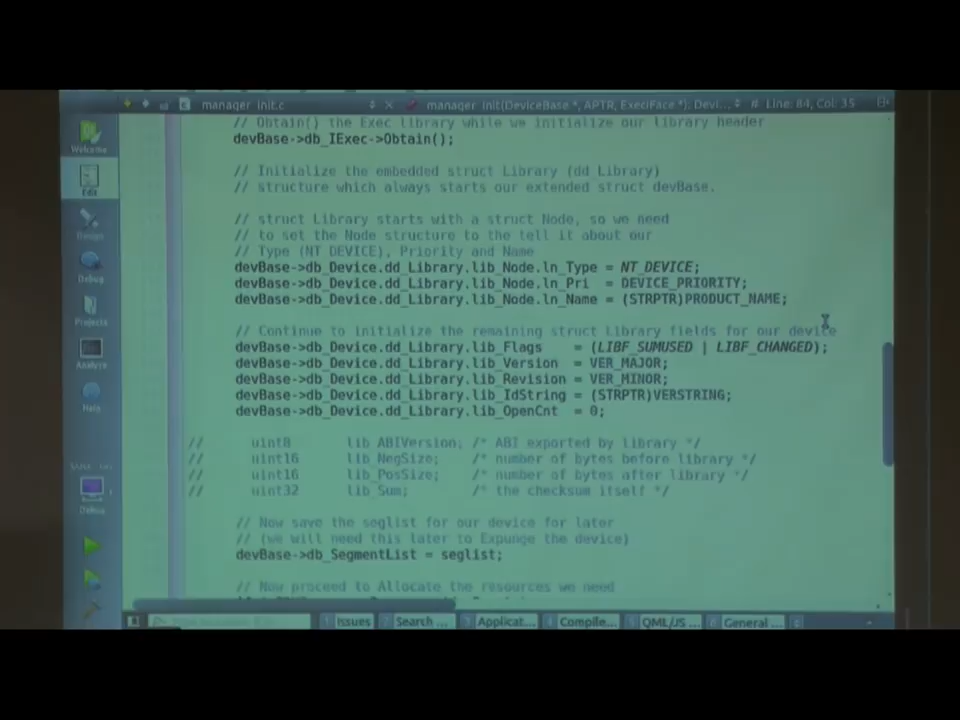 manager_init.c
manager_Init(DeviceBase *, APTR, ExecIFace *): Devi...
# Line: 84, Col: 35
Welcome
Edit
Design
Debug
Projects
Analyze
Help
Debug
// Obtain() the Exec library while we initialize our library header
devBase->db_IExec->Obtain();
// Initialize the embedded struct Library (dd_Library)
// structure which always starts our extended struct devBase.
// struct Library starts with a struct Node, so we need
// to set the Node structure to the tell it about our
// Type (NT_DEVICE), Priority and Name
devBase->db_Device.dd_Library.lib_Node.ln_Type = NT_DEVICE;
devBase->db_Device.dd_Library.lib_Node.ln_Pri  = DEVICE_PRIORITY;
devBase->db_Device.dd_Library.lib_Node.ln_Name = (STRPTR)PRODUCT_NAME;
// Continue to initialize the remaining struct Library fields for our device
devBase->db_Device.dd_Library.lib_Flags    = (LIBF_SUMUSED | LIBF_CHANGED);
devBase->db_Device.dd_Library.lib_Version  = VER_MAJOR;
devBase->db_Device.dd_Library.lib_Revision = VER_MINOR;
devBase->db_Device.dd_Library.lib_IdString = (STRPTR)VERSTRING;
devBase->db_Device.dd_Library.lib_OpenCnt  = 0;
//      uint8       lib_ABIVersion; /* ABI exported by library */
//      uint16      lib_NegSize;    /* number of bytes before library */
//      uint16      lib_PosSize;    /* number of bytes after library */
//      uint32      lib_Sum;        /* the checksum itself */
// Now save the seglist for our device for later
// (we will need this later to Expunge the device)
devBase->db_SegmentList = seglist;
// Now proceed to Allocate the resources we need
1 Issues
2 Search ...
3 Applicat...
4 Compile...
5 QML/JS ...
6 General ...